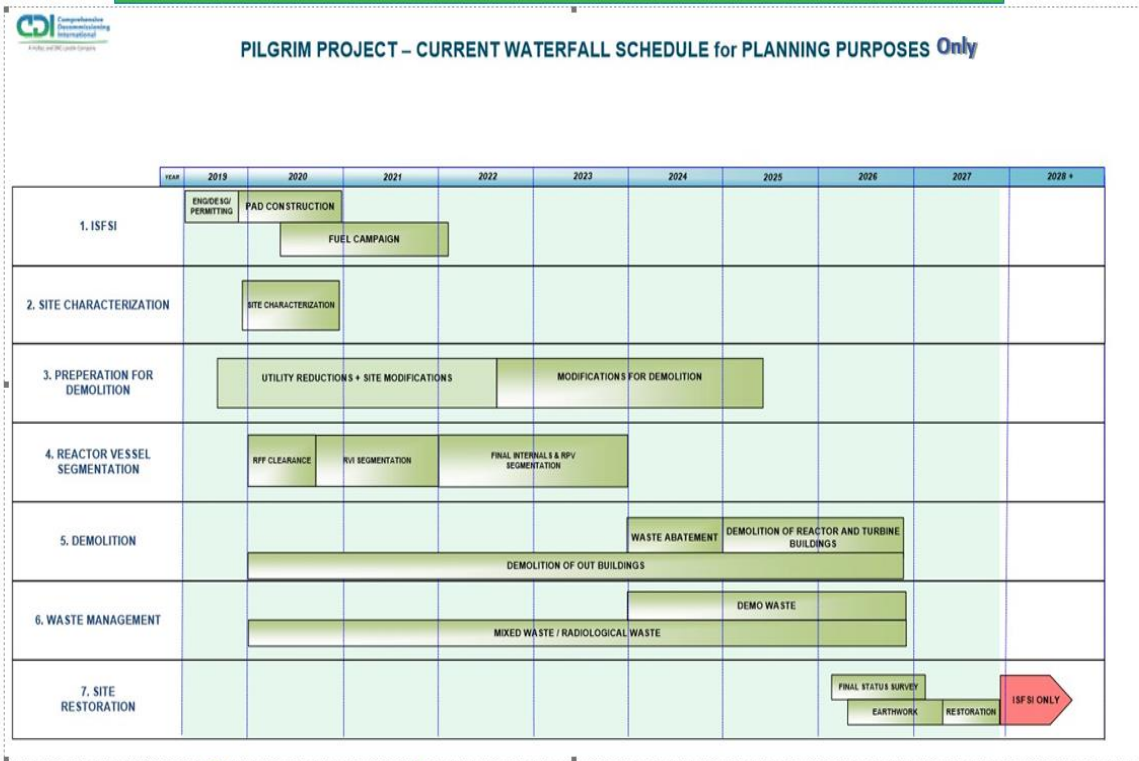 CDI Comprehensive
Decommissioning
International
PILGRIM PROJECT – CURRENT WATERFALL SCHEDULE for PLANNING PURPOSES Only
YEAR 2019 2020 2021 2022 2023 2024 2025 2026 2027 2028 +
1. ISFSI
ENG/DESG/
PERMITTING
PAD CONSTRUCTION
FUEL CAMPAIGN
2. SITE CHARACTERIZATION
SITE CHARACTERIZATION
3. PREPERATION FOR
DEMOLITION
UTILITY REDUCTIONS + SITE MODIFICATIONS
MODIFICATIONS FOR DEMOLITION
4. REACTOR VESSEL
SEGMENTATION
RFF CLEARANCE
RVI SEGMENTATION
FINAL INTERNALS & RPV
SEGMENTATION
5. DEMOLITION
WASTE ABATEMENT
DEMOLITION OF REACTOR AND TURBINE
BUILDINGS
DEMOLITION OF OUT BUILDINGS
6. WASTE MANAGEMENT
DEMO WASTE
MIXED WASTE / RADIOLOGICAL WASTE
7. SITE
RESTORATION
FINAL STATUS SURVEY
EARTHWORK
RESTORATION
ISFSI ONLY